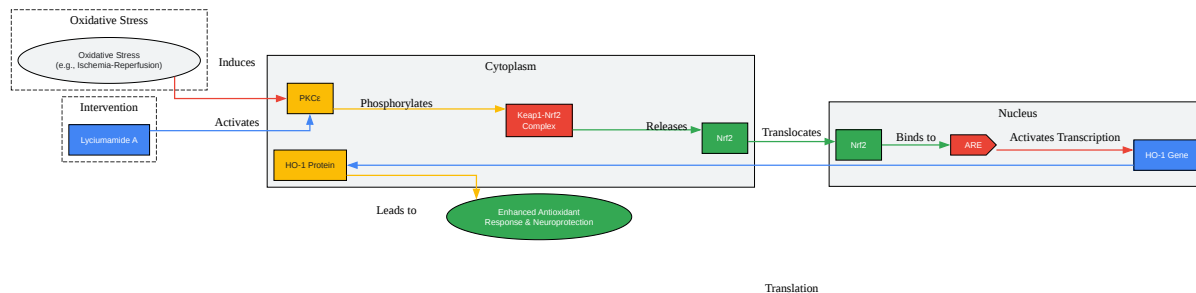 Oxidative Stress
Oxidative Stress
(e.g., Ischemia-Reperfusion)
Induces
Intervention
Lyciumamide A
Activates
Cytoplasm
PKCε
Phosphorylates
Keap1-Nrf2
Complex
Releases
Nrf2
Translocates
HO-1 Protein
Leads to
Enhanced Antioxidant
Response & Neuroprotection
Nucleus
Nrf2
Binds to
ARE
Activates Transcription
HO-1 Gene
Translation